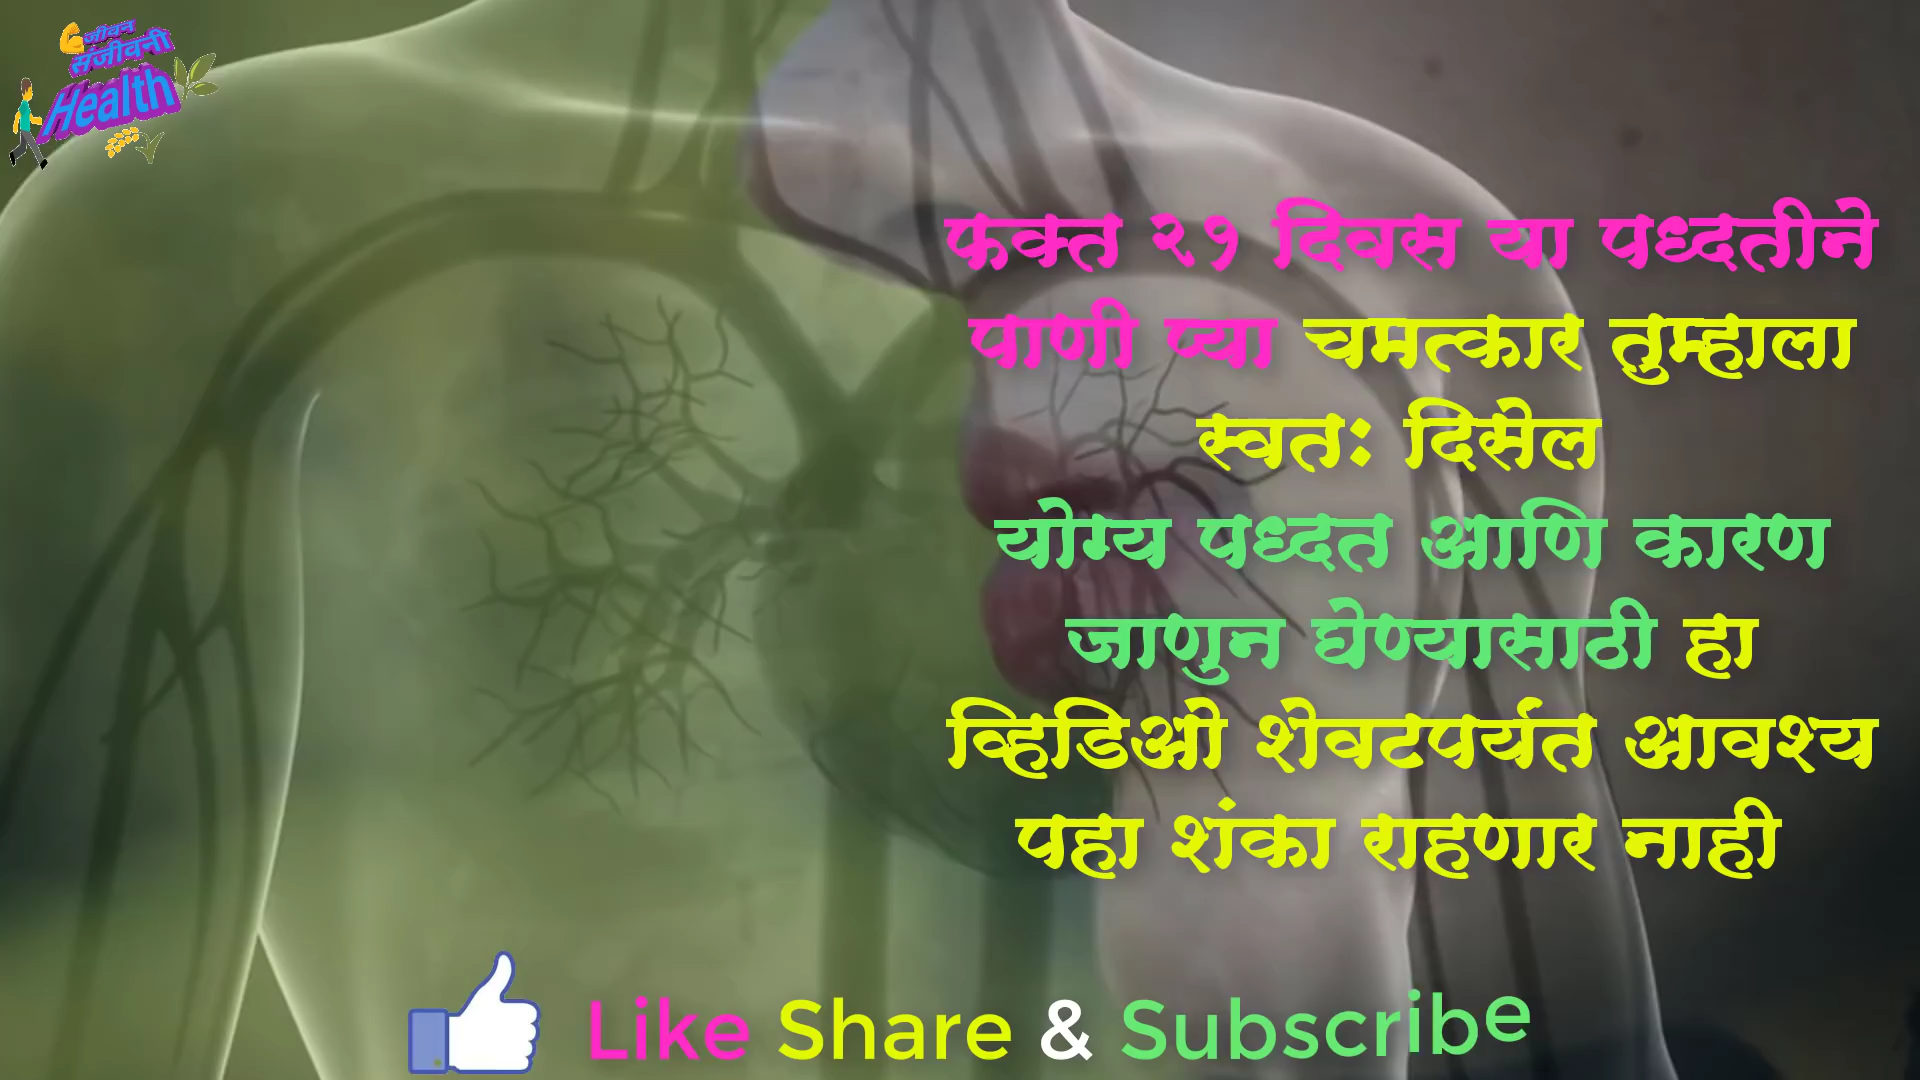 जीवन
संजीवनी
Health
फक्त २१ दिवस या पध्दतीने
पाणी प्या चमत्कार तुम्हाला
स्वतः दिसेल
योग्य पध्दत आणि कारण
जाणुन घेण्यासाठी हा
व्हिडिओ शेवटपर्यत आवश्य
पहा शंका राहणार नाही
Like Share & Subscribe